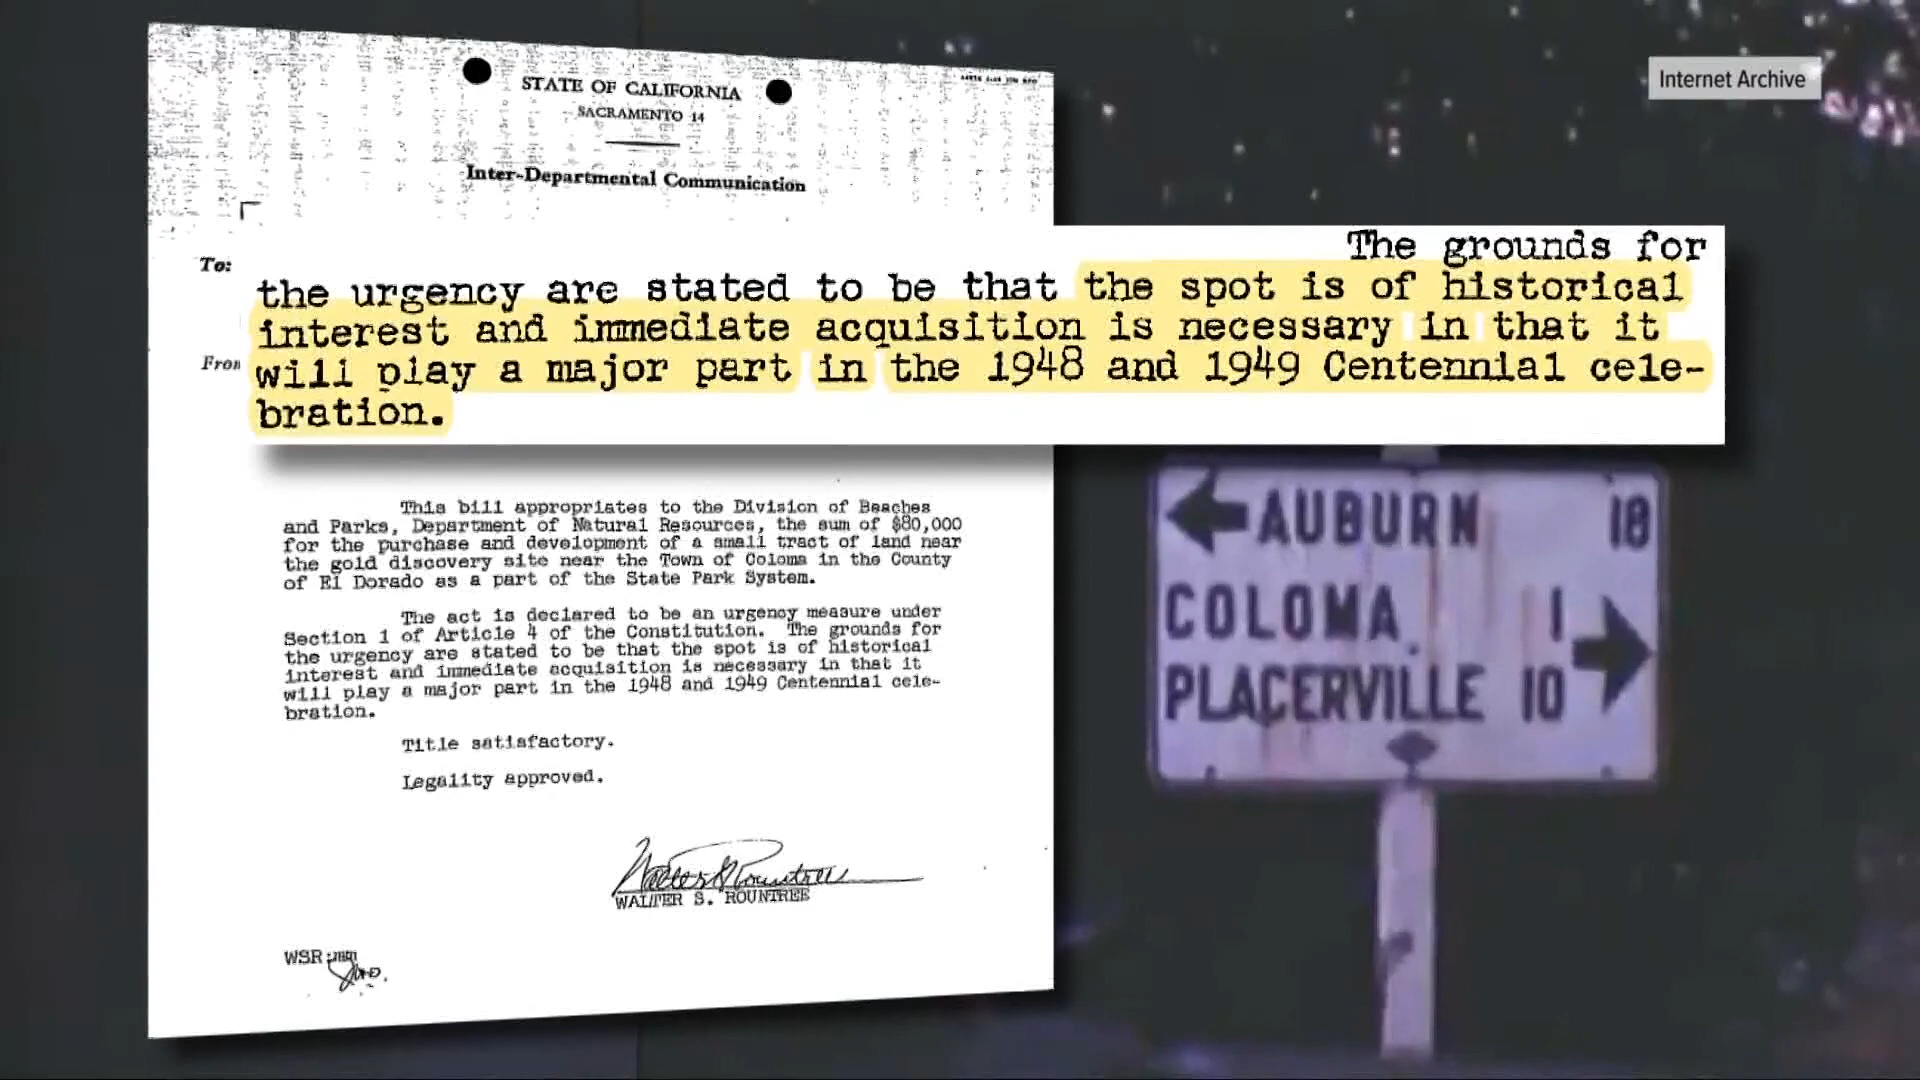 Internet Archive
STATE OF CALIFORNIA
SACRAMENTO 14
Inter-Departmental Communication
To:
The grounds for
the urgency are stated to be that the spot is of historical
interest and immediate acquisition is necessary in that it
will play a major part in the 1948 and 1949 Centennial cele-
bration.
This bill appropriates to the Division of Beaches
and Parks, Department of Natural Resources, the sum of $80,000
for the purchase and development of a small tract of land near
the gold discovery site near the Town of Coloma in the County
of El Dorado as a part of the State Park System.
The act is declared to be an urgency measure under
Section 1 of Article 4 of the Constitution. The grounds for
the urgency are stated to be that the spot is of historical
interest and immediate acquisition is necessary in that it
will play a major part in the 1948 and 1949 Centennial cele-
bration.
Title satisfactory.
Legality approved.
Walter S. Rountree
WALTER S. ROUNTREE
WSR
AUBURN 18
COLOMA 1
PLACERVILLE 10